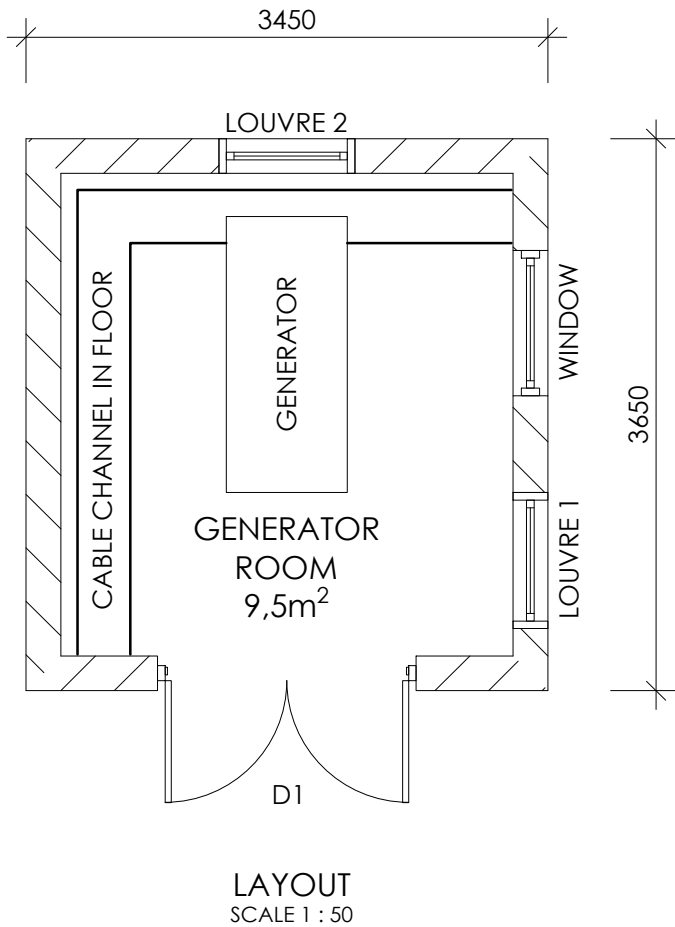 3450
LOUVRE 2
CABLE CHANNEL IN FLOOR
GENERATOR
WINDOW
3650
LOUVRE 1
GENERATOR
ROOM
9,5m²
D1
LAYOUT
SCALE 1 : 50